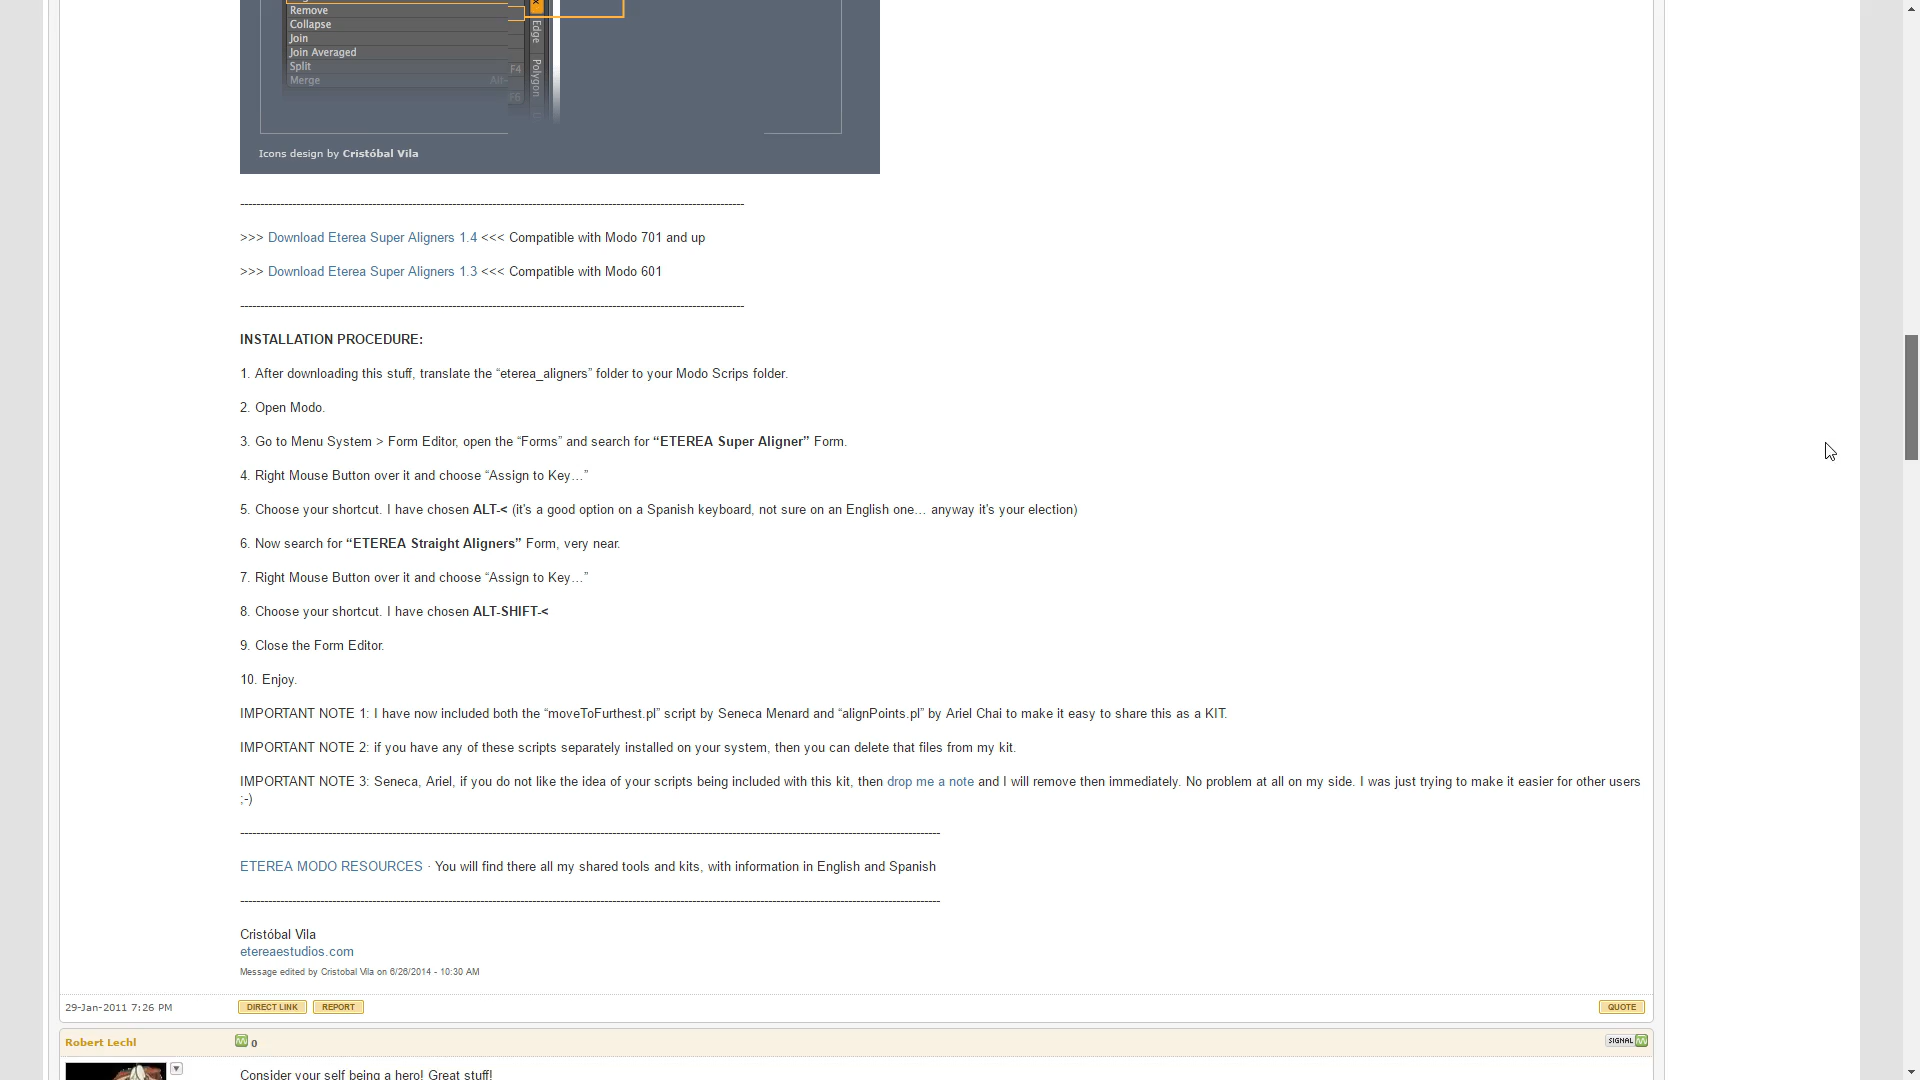 Remove
Collapse
Join
Join Averaged
Split
Merge Alt-
Edge
Polygon
F4
F6
Icons design by Cristóbal Vila
>>> Download Eterea Super Aligners 1.4 <<< Compatible with Modo 701 and up
>>> Download Eterea Super Aligners 1.3 <<< Compatible with Modo 601
INSTALLATION PROCEDURE:
1. After downloading this stuff, translate the “eterea_aligners” folder to your Modo Scrips folder.
2. Open Modo.
3. Go to Menu System > Form Editor, open the “Forms” and search for “ETEREA Super Aligner” Form.
4. Right Mouse Button over it and choose “Assign to Key…”
5. Choose your shortcut. I have chosen ALT-< (it's a good option on a Spanish keyboard, not sure on an English one… anyway it's your election)
6. Now search for “ETEREA Straight Aligners” Form, very near.
7. Right Mouse Button over it and choose “Assign to Key…”
8. Choose your shortcut. I have chosen ALT-SHIFT-<
9. Close the Form Editor.
10. Enjoy.
IMPORTANT NOTE 1: I have now included both the “moveToFurthest.pl” script by Seneca Menard and “alignPoints.pl” by Ariel Chai to make it easy to share this as a KIT.
IMPORTANT NOTE 2: if you have any of these scripts separately installed on your system, then you can delete that files from my kit.
IMPORTANT NOTE 3: Seneca, Ariel, if you do not like the idea of your scripts being included with this kit, then drop me a note and I will remove then immediately. No problem at all on my side. I was just trying to make it easier for other users
;-)
ETEREA MODO RESOURCES · You will find there all my shared tools and kits, with information in English and Spanish
Cristóbal Vila
etereaestudios.com
Message edited by Cristobal Vila on 6/26/2014 - 10:30 AM
29-Jan-2011 7:26 PM DIRECT LINK REPORT QUOTE
Robert Lechl 0 SIGNAL
Consider your self being a hero! Great stuff!